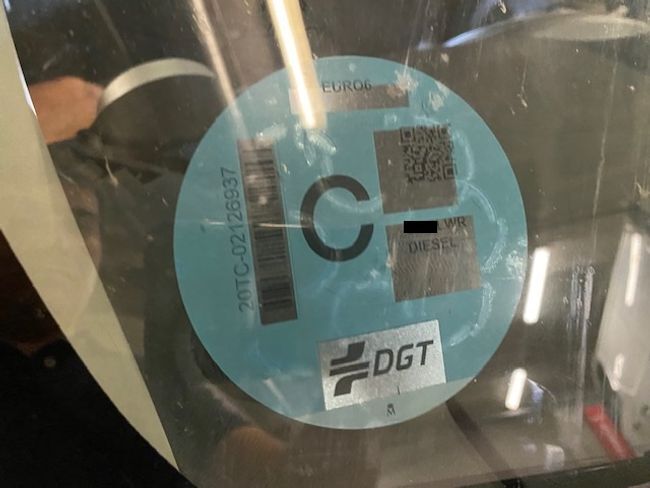 EURO6
20TC-02126937
C
WR
DIESEL
DGT
M